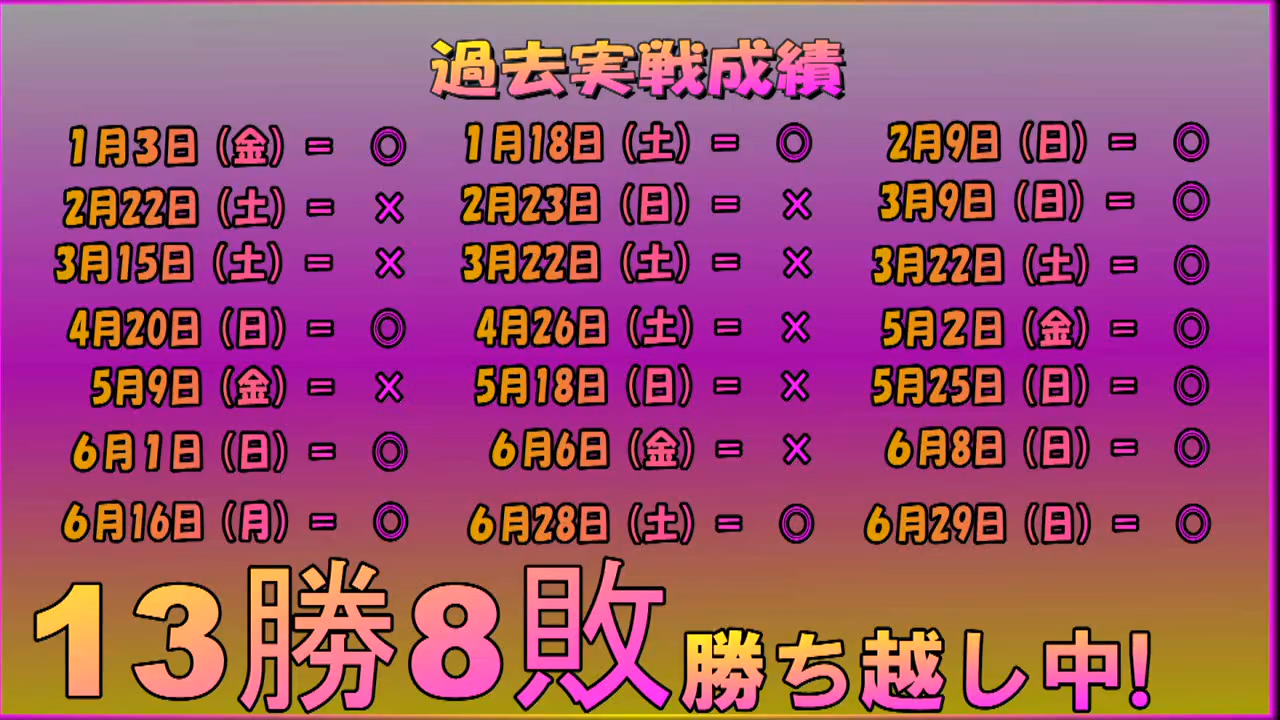 過去実戦成績
1月3日（金）＝ ◎ 1月18日（土）＝ ◎ 2月9日（日）＝ ◎
2月22日（土）＝ × 2月23日（日）＝ × 3月9日（日）＝ ◎
3月15日（土）＝ × 3月22日（土）＝ × 3月22日（土）＝ ◎
4月20日（日）＝ ◎ 4月26日（土）＝ × 5月2日（金）＝ ◎
5月9日（金）＝ × 5月18日（日）＝ × 5月25日（日）＝ ◎
6月1日（日）＝ ◎ 6月6日（金）＝ × 6月8日（日）＝ ◎
6月16日（月）＝ ◎ 6月28日（土）＝ ◎ 6月29日（日）＝ ◎
13勝8敗 勝ち越し中!